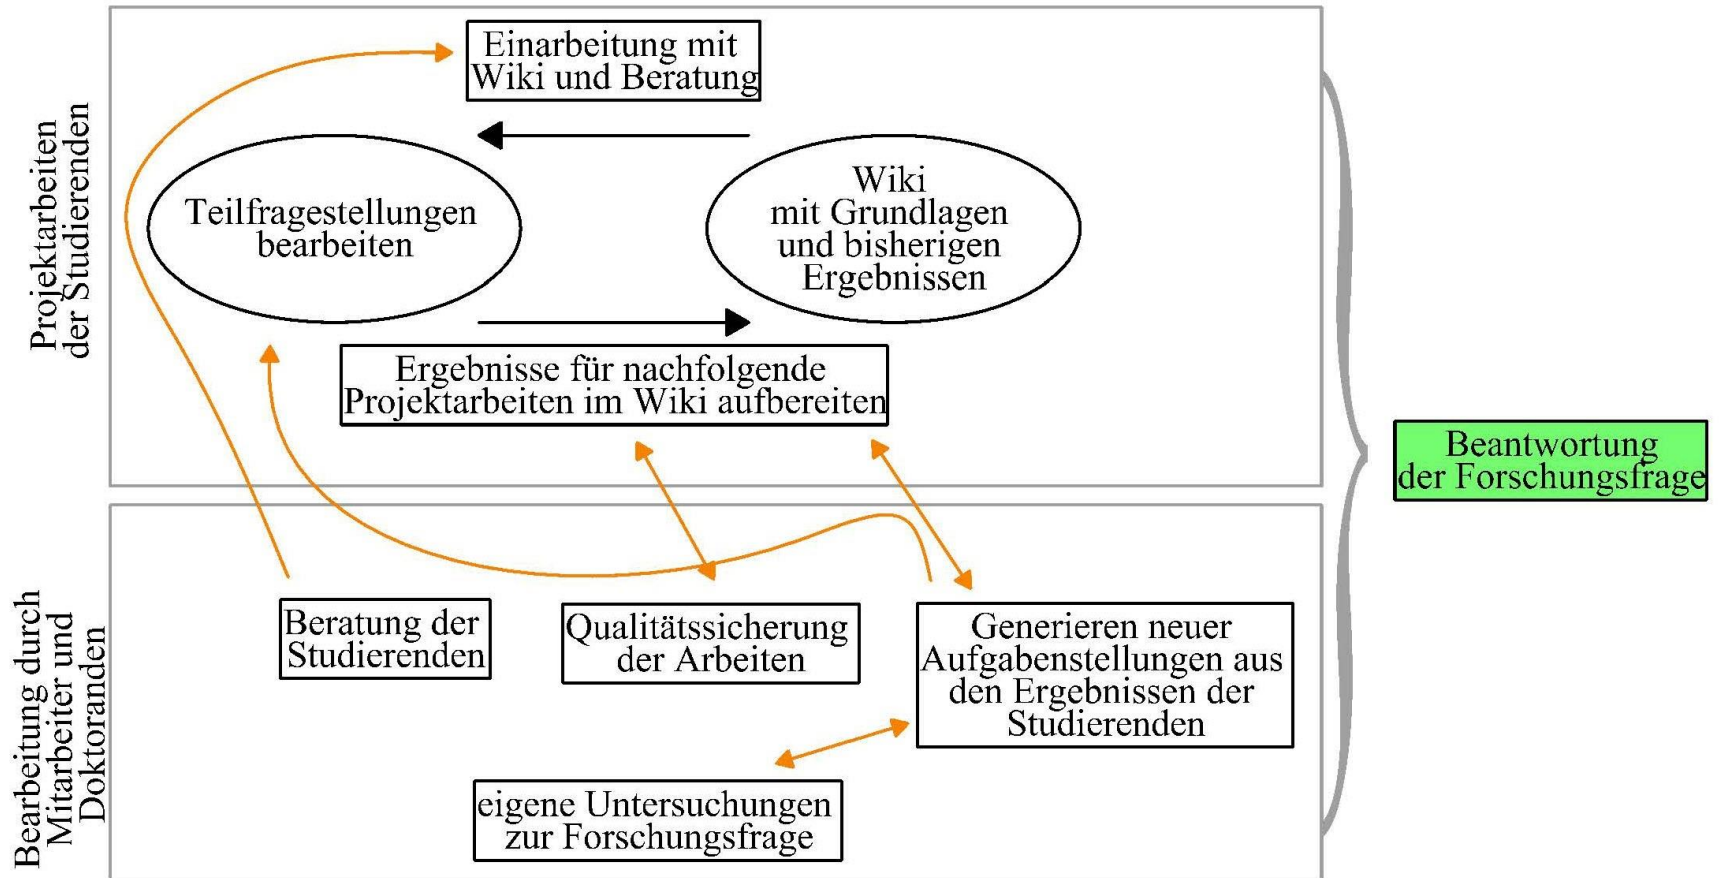 Projektarbeiten
der Studierenden
Einarbeitung mit
Wiki und Beratung
Teilfragestellungen
bearbeiten
Wiki
mit Grundlagen
und bisherigen
Ergebnissen
Ergebnisse für nachfolgende
Projektarbeiten im Wiki aufbereiten
Beantwortung
der Forschungsfrage
Bearbeitung durch
Mitarbeiter und
Doktoranden
Beratung der
Studierenden
Qualitätssicherung
der Arbeiten
Generieren neuer
Aufgabenstellungen aus
den Ergebnissen der
Studierenden
eigene Untersuchungen
zur Forschungsfrage